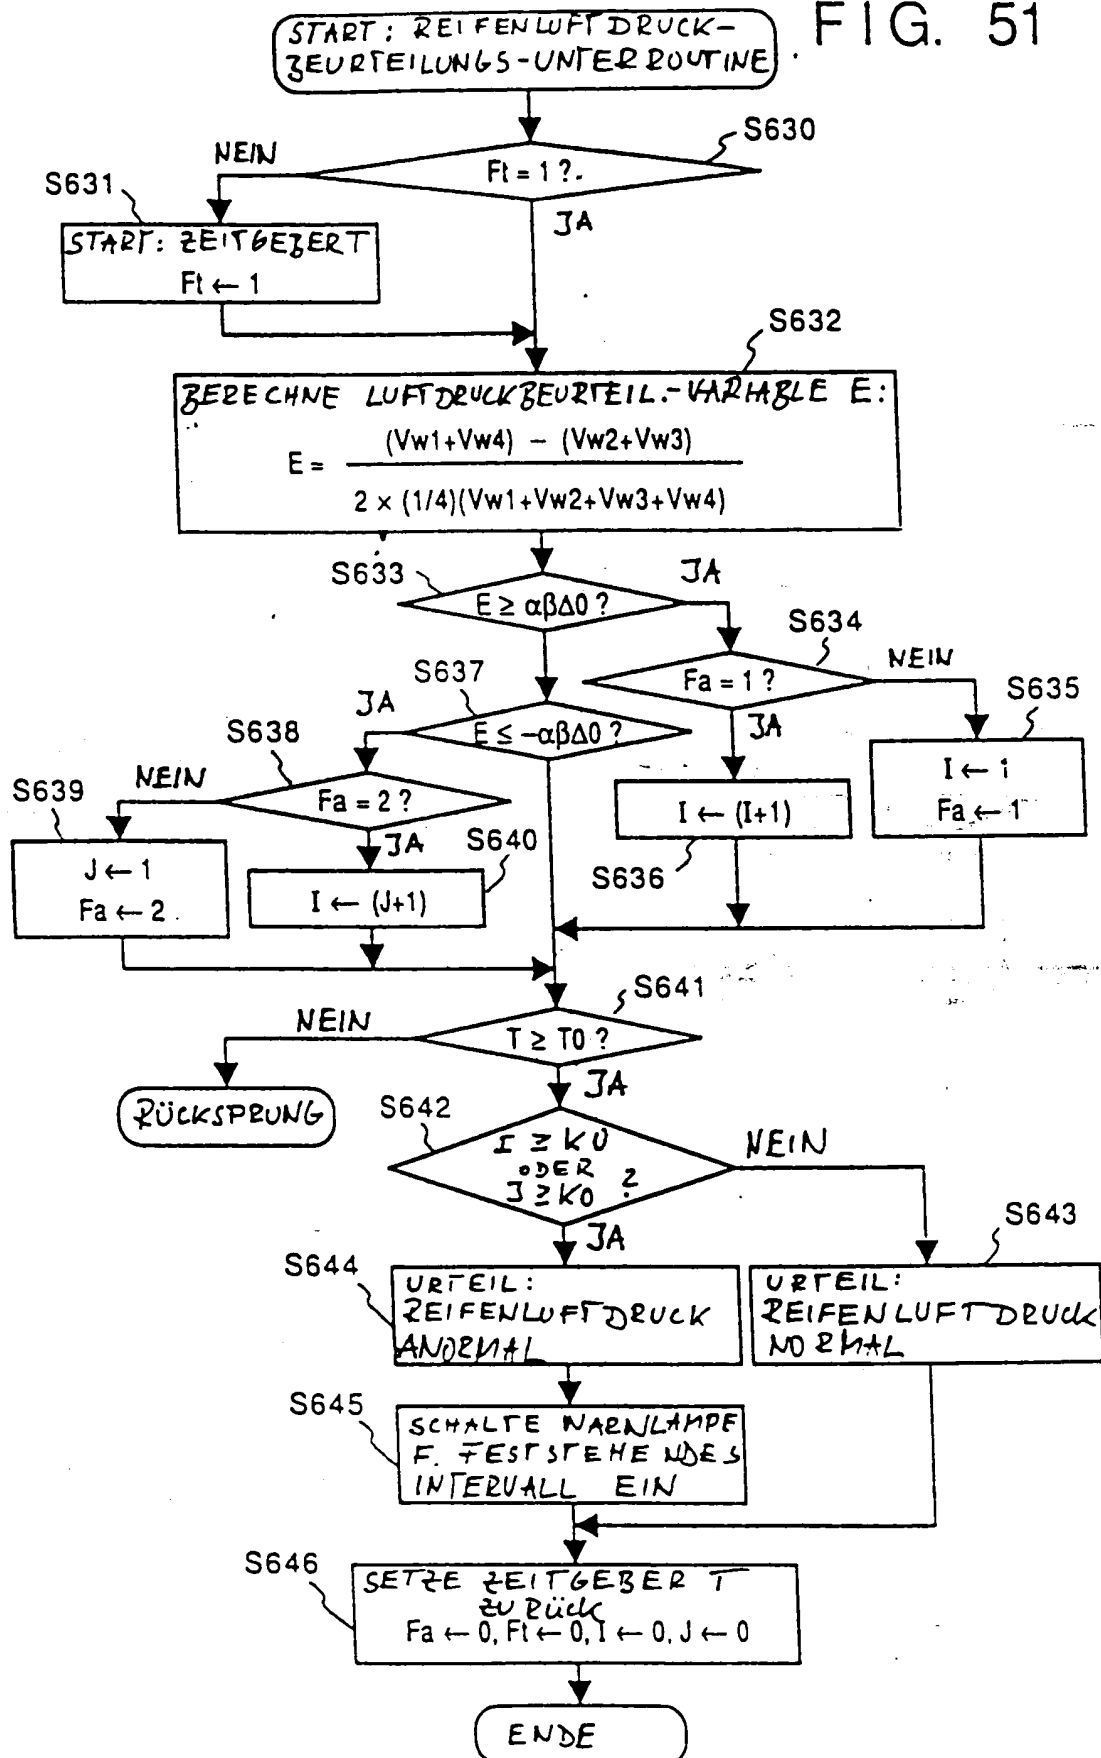 FIG. 51
START: REIFENLUFTDRUCK-
BEURTEILUNGS-UNTERROUTINE
S630
NEIN
Ft = 1 ?
JA
S631
START: ZEITGEBER T
Ft ← 1
S632
BERECHNE LUFTDRUCKBEURTEIL.-VARIABLE E:
E = (Vw1+Vw4) − (Vw2+Vw3)
2 × (1/4)(Vw1+Vw2+Vw3+Vw4)
S633
JA
E ≥ αβΔ0 ?
S634
NEIN
Fa = 1 ?
JA
S635
I ← i
Fa ← 1
I ← (I+1)
S636
S637
JA
E ≤ -αβΔ0 ?
S638
NEIN
Fa = 2 ?
JA
S639
J ← 1
Fa ← 2
S640
I ← (J+1)
S641
NEIN
T ≥ T0 ?
JA
RÜCKSPRUNG
S642
I ≥ K0
ODER
J ≥ K0 ?
NEIN
JA
S643
URTEIL:
REIFENLUFTDRUCK
NORMAL
S644
URTEIL:
REIFENLUFTDRUCK
ANORMAL
S645
SCHALTE WARNLAMPE
F. FESTSTEHENDES
INTERVALL EIN
S646
SETZE ZEITGEBER T
ZURÜCK
Fa ← 0, Ft ← 0, I ← 0, J ← 0
ENDE